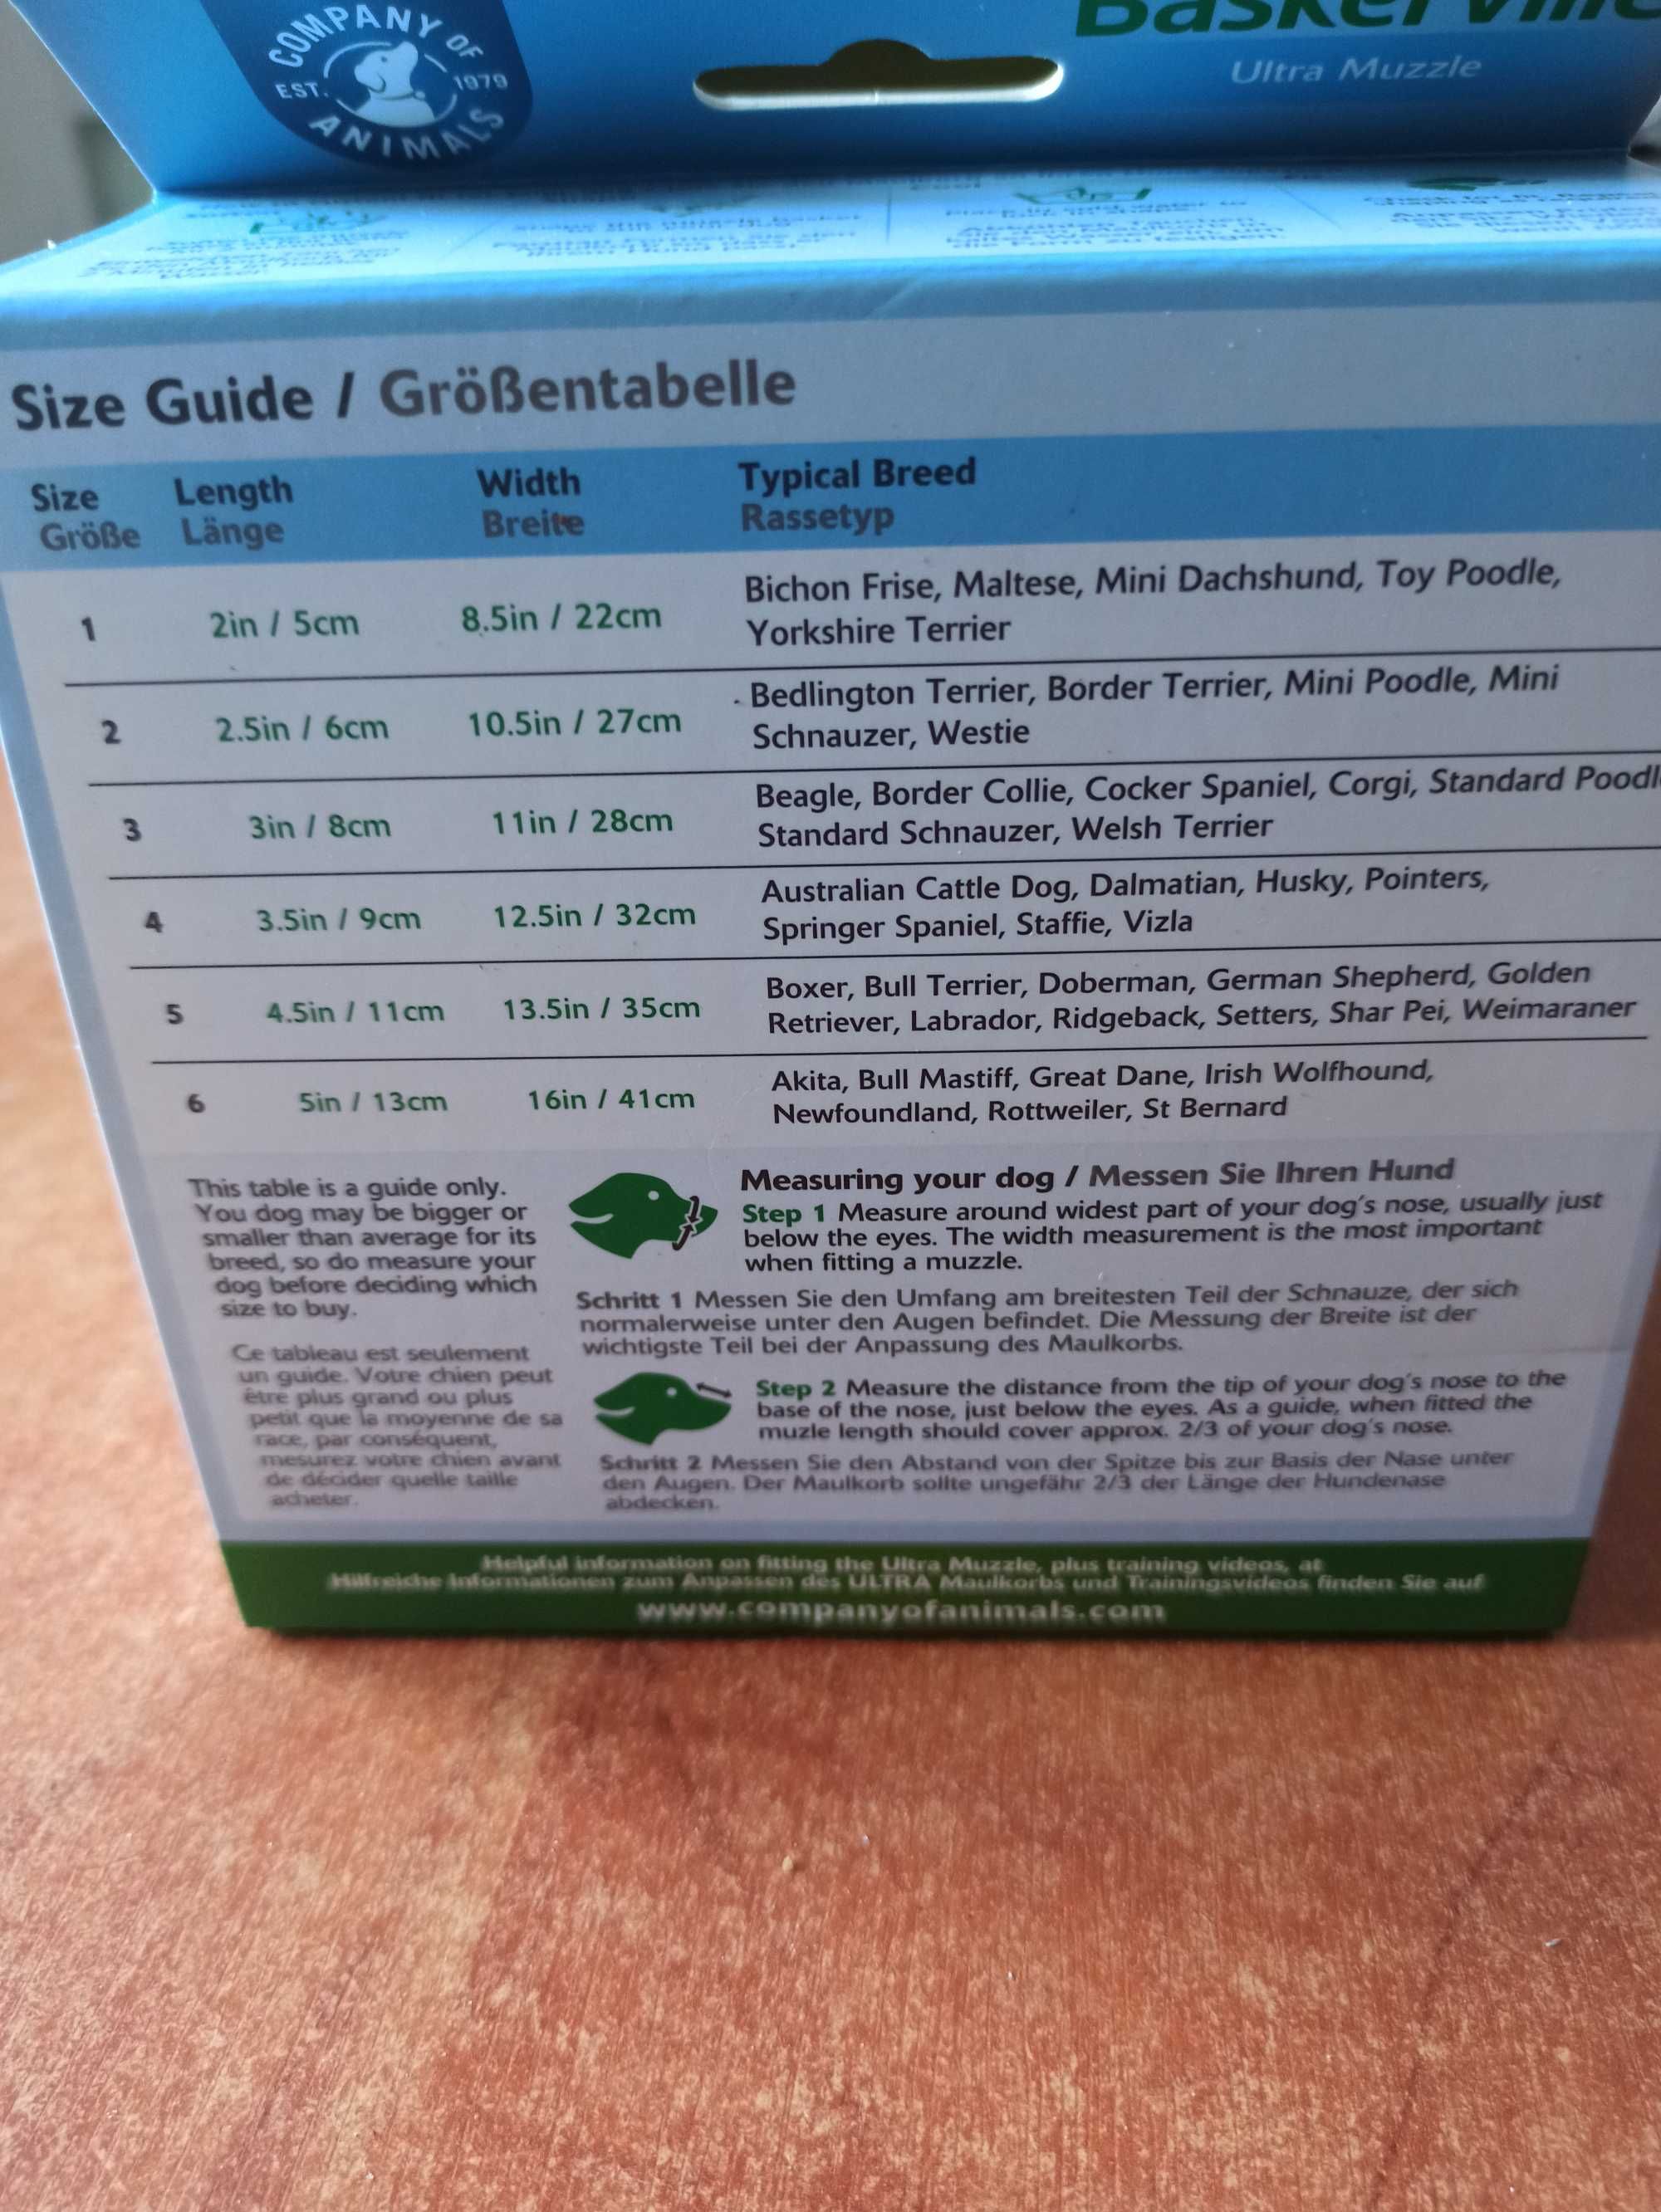 COMPANY OF
EST. 1979
ANIMALS
Baskerville
Ultra Muzzle
Size Guide / Größentabelle
Size Length Width Typical Breed
Größe Länge Breite Rassetyp
1 2in / 5cm 8.5in / 22cm Bichon Frise, Maltese, Mini Dachshund, Toy Poodle,
Yorkshire Terrier
2 2.5in / 6cm 10.5in / 27cm Bedlington Terrier, Border Terrier, Mini Poodle, Mini
Schnauzer, Westie
3 3in / 8cm 11in / 28cm Beagle, Border Collie, Cocker Spaniel, Corgi, Standard Poodl
Standard Schnauzer, Welsh Terrier
4 3.5in / 9cm 12.5in / 32cm Australian Cattle Dog, Dalmatian, Husky, Pointers,
Springer Spaniel, Staffie, Vizla
5 4.5in / 11cm 13.5in / 35cm Boxer, Bull Terrier, Doberman, German Shepherd, Golden
Retriever, Labrador, Ridgeback, Setters, Shar Pei, Weimaraner
6 5in / 13cm 16in / 41cm Akita, Bull Mastiff, Great Dane, Irish Wolfhound,
Newfoundland, Rottweiler, St Bernard
This table is a guide only.
You dog may be bigger or
smaller than average for its
breed, so do measure your
dog before deciding which
size to buy.
Ce tableau est seulement
un guide. Votre chien peut
être plus grand ou plus
petit que la moyenne de sa
race, par conséquent,
mesurez votre chien avant
de décider quelle taille
acheter.
Measuring your dog / Messen Sie Ihren Hund
Step 1 Measure around widest part of your dog's nose, usually just
below the eyes. The width measurement is the most important
when fitting a muzzle.
Schritt 1 Messen Sie den Umfang am breitesten Teil der Schnauze, der sich
normalerweise unter den Augen befindet. Die Messung der Breite ist der
wichtigste Teil bei der Anpassung des Maulkorbs.
Step 2 Measure the distance from the tip of your dog's nose to the
base of the nose, just below the eyes. As a guide, when fitted the
muzle length should cover approx. 2/3 of your dog's nose.
Schritt 2 Messen Sie den Abstand von der Spitze bis zur Basis der Nase unter
den Augen. Der Maulkorb sollte ungefähr 2/3 der Länge der Hundenase
abdecken.
Helpful information on fitting the Ultra Muzzle, plus training videos, at
Hilfreiche Informationen zum Anpassen des ULTRA Maulkorbs und Trainingsvideos finden Sie auf
www.companyofanimals.com